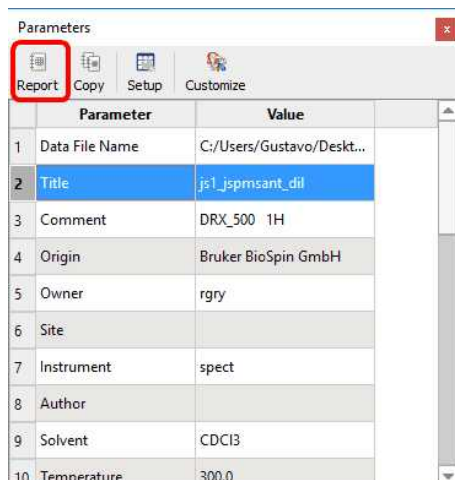 Parameters x
Report Copy Setup Customize
Parameter Value
1 Data File Name C:/Users/Gustavo/Deskt...
2 Title js1_jspmsant_dil
3 Comment DRX_500 1H
4 Origin Bruker BioSpin GmbH
5 Owner rgry
6 Site
7 Instrument spect
8 Author
9 Solvent CDCl3
10 Temperature 300.0